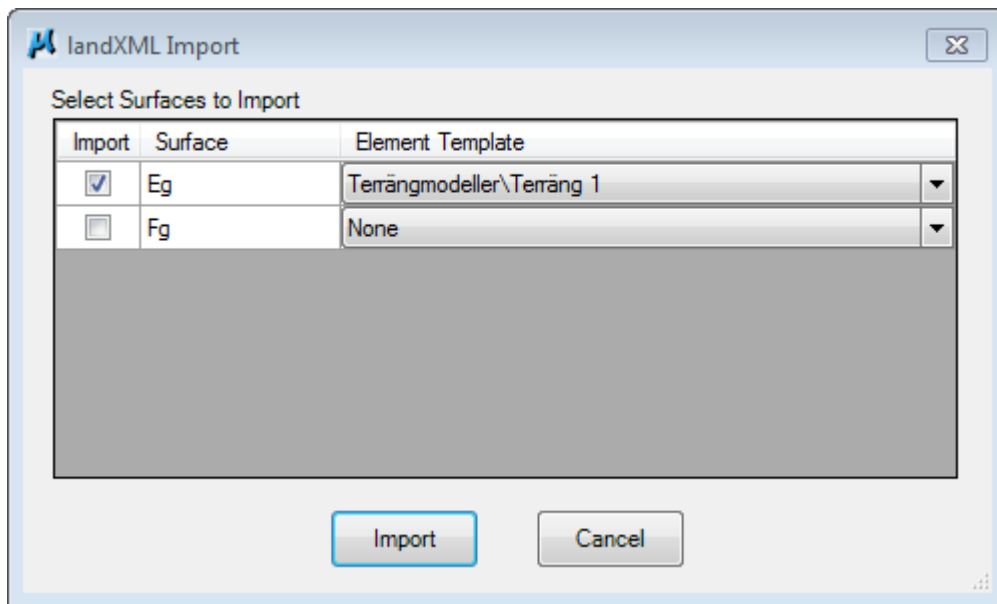 landXML Import
Select Surfaces to Import
Import Surface Element Template
Eg Terrängmodeller\Terräng 1
Fg None
Import Cancel